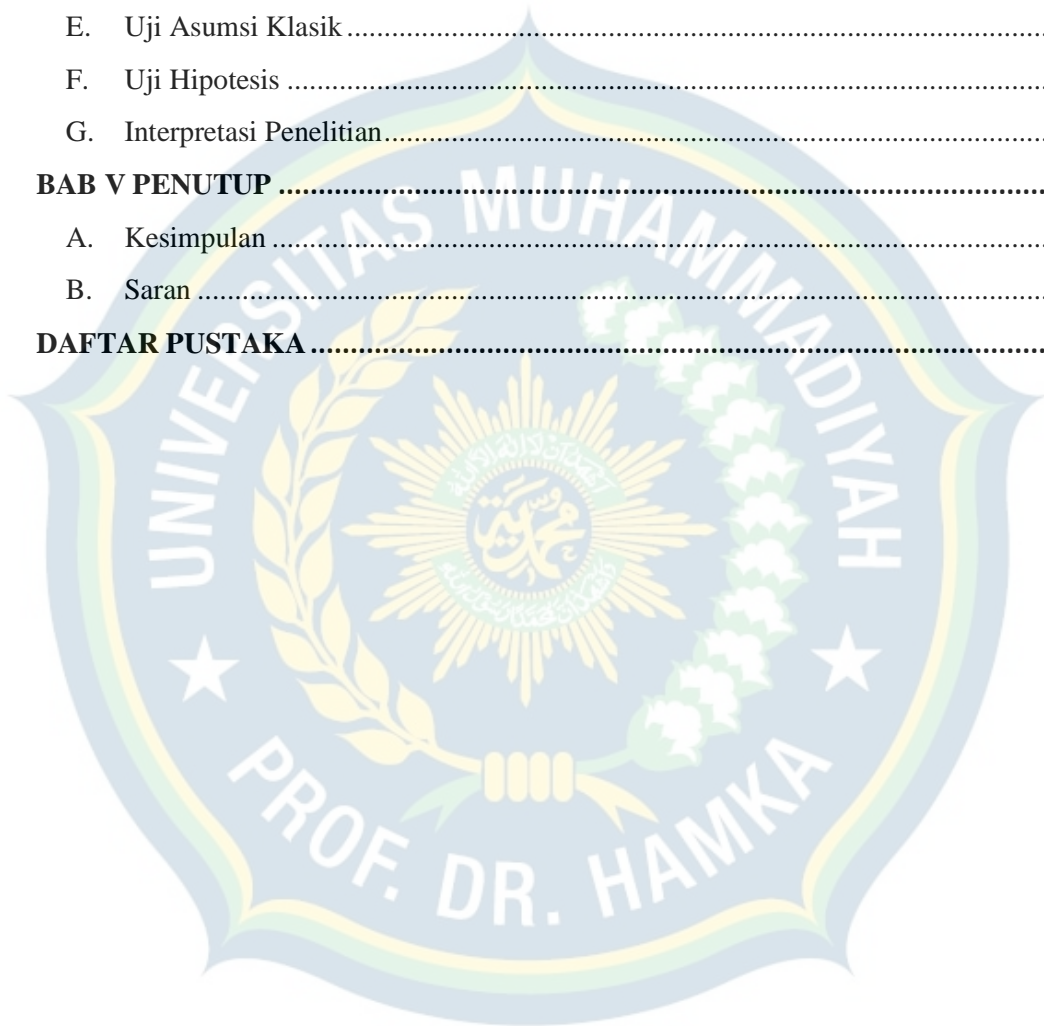 E. Uji Asumsi Klasik ........................................................................................
F. Uji Hipotesis ........................................................................................
G. Interpretasi Penelitian ........................................................................................
BAB V PENUTUP ........................................................................................
A. Kesimpulan ........................................................................................
B. Saran ........................................................................................
DAFTAR PUSTAKA ........................................................................................
UNIVERSITAS MUHAMMADIYAH
PROF. DR. HAMKA